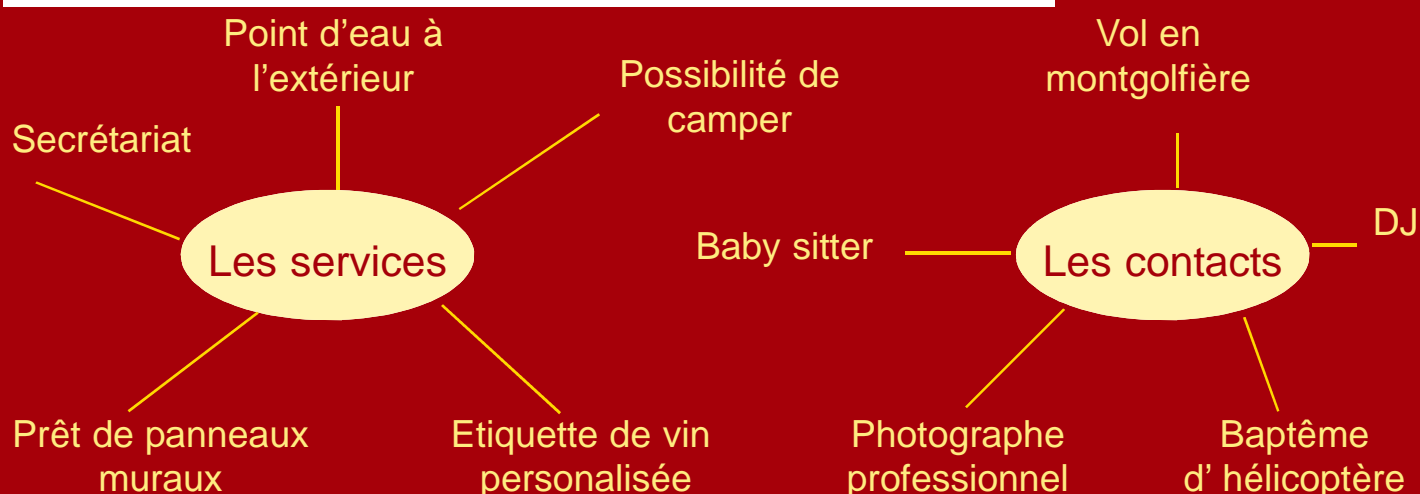 Point d'eau à
l'extérieur
Possibilité de
camper
Secrétariat
Les services
Prêt de panneaux
muraux
Etiquette de vin
personalisée
Vol en
montgolfière
Baby sitter
Les contacts
DJ
Photographe
professionnel
Baptême
d' hélicoptère